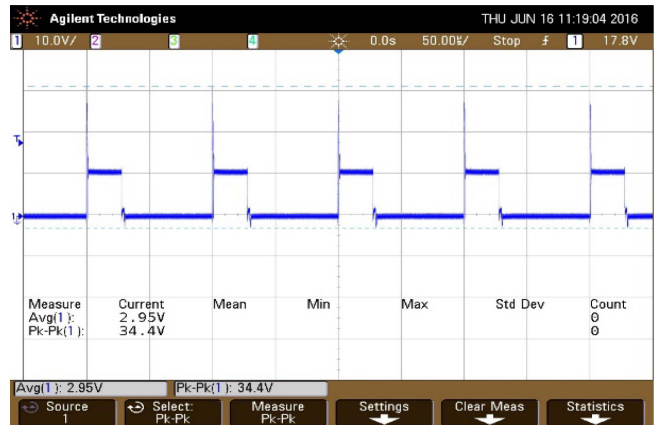 Agilent Technologies THU JUN 16 11:19:04 2016
1 10.0V/ 2 3 4 0.0s 50.00%/ Stop 1 17.8V
T
1
Measure Current Mean Min Max Std Dev Count
Avg(1): 2.95V 0
Pk-Pk(1): 34.4V 0
Avg(1): 2.95V Pk-Pk(1): 34.4V
Source Select: Measure Settings Clear Meas Statistics
1 Pk-Pk Pk-Pk